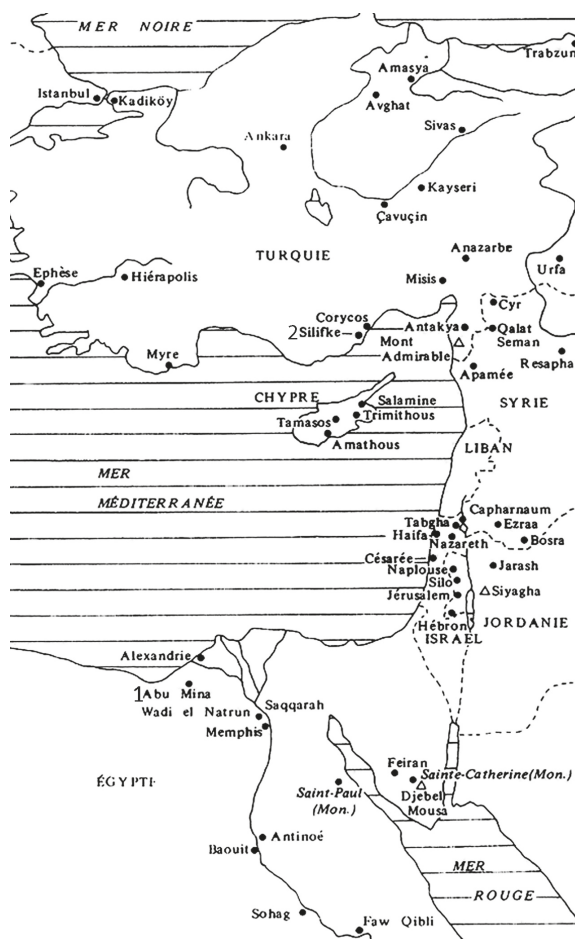 MER NOIRE
Trabzun
Amasya
Istanbul
Kadiköy
Avghat
Sivas
Ankara
Kayseri
Çavuçin
TURQUIE
Anazarbe
Urfa
Ephèse
Hiérapolis
Misis
Cyr
Corycos
Antakya
Qalat
Seman
2 Silifke
Mont
Admirable
Myre
Resapha
Apamée
CHYPRE
Salamine
SYRIE
Tamasos
Trimithous
Amathous
LIBAN
MER
MÉDITERRANÉE
Capharnaum
Tabgha
Ezraa
Haifa
Nazareth
Bosra
Césarée
Jarash
Naplouse
Silo
Siyagha
Jérusalem
Hébron
JORDANIE
ISRAEL
Alexandrie
1 Abu Mina
Wadi el Natrun
Saqqarah
Memphis
Feiran
Sainte-Catherine(Mon.)
ÉGYPTE
Saint-Paul
(Mon.)
Djebel
Mousa
Antinoé
Baouit
MER
ROUGE
Sohag
Faw Qibli